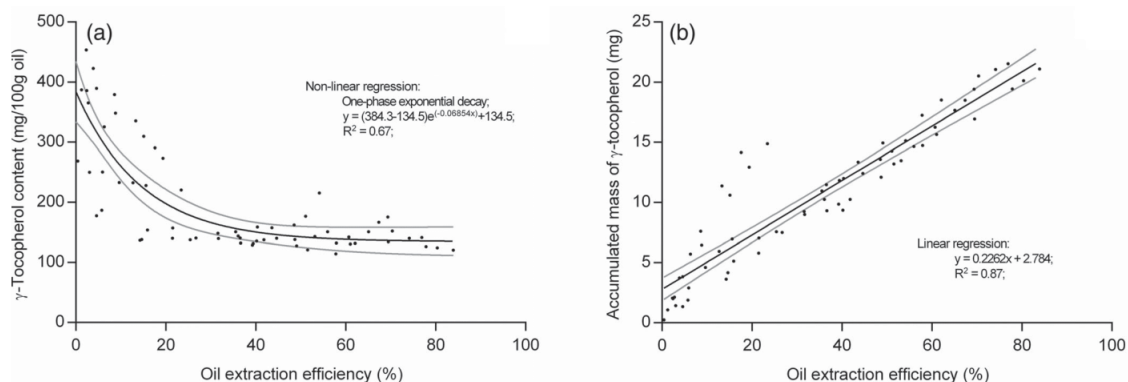 (a)
500
400
300
200
100
0
γ-Tocopherol content (mg/100g oil)
Non-linear regression:
One-phase exponential decay;
y = (384.3-134.5)e(-0.06854x)+134.5;
R² = 0.67;
0 20 40 60 80 100
Oil extraction efficiency (%)
(b)
25
20
15
10
5
0
Accumulated mass of γ-tocopherol (mg)
Linear regression:
y = 0.2262x + 2.784;
R² = 0.87;
0 20 40 60 80 100
Oil extraction efficiency (%)